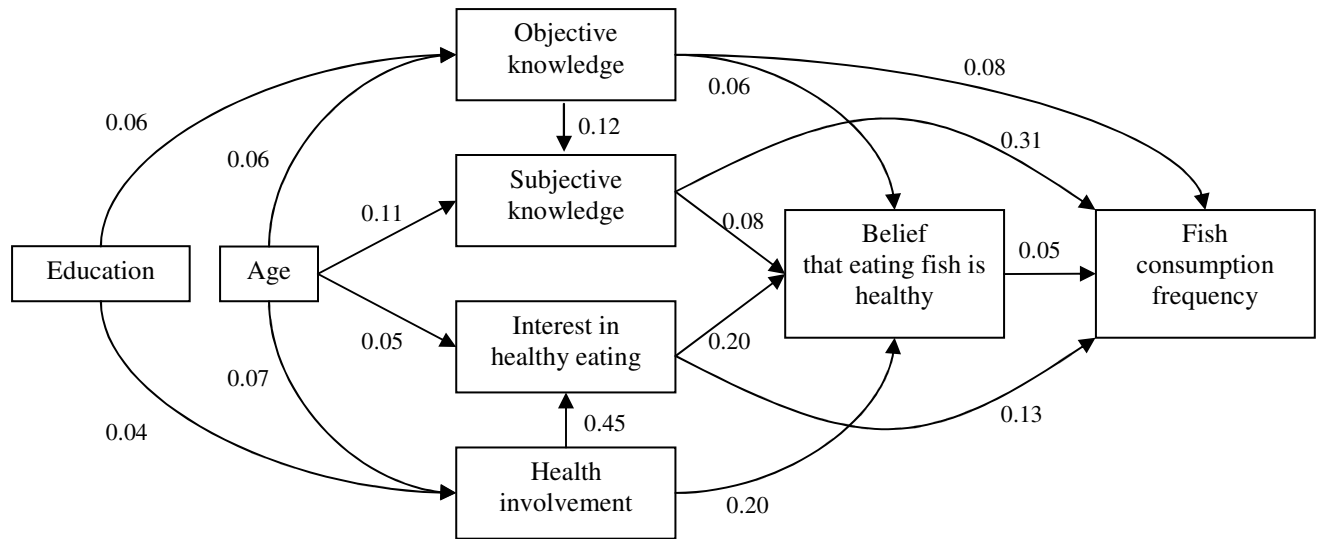 Objective
knowledge
0.08
0.06
0.06
0.12
0.31
0.06
Subjective
knowledge
0.11
0.08
Belief
that eating fish is
healthy
Fish
consumption
frequency
0.05
Education
Age
Interest in
healthy eating
0.05
0.20
0.07
0.13
0.04
0.45
Health
involvement
0.20